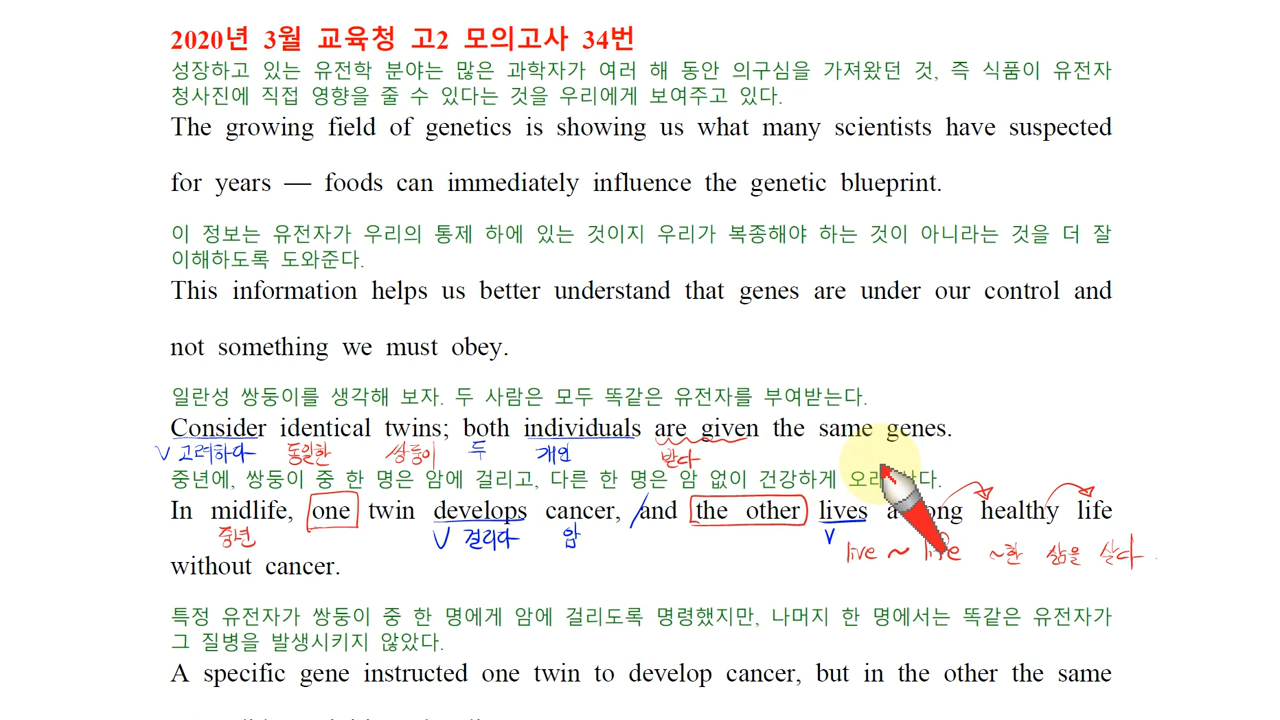 2020년 3월 교육청 고2 모의고사 34번
성장하고 있는 유전학 분야는 많은 과학자가 여러 해 동안 의구심을 가져왔던 것, 즉 식품이 유전자
청사진에 직접 영향을 줄 수 있다는 것을 우리에게 보여주고 있다.
The growing field of genetics is showing us what many scientists have suspected
for years — foods can immediately influence the genetic blueprint.
이 정보는 유전자가 우리의 통제 하에 있는 것이지 우리가 복종해야 하는 것이 아니라는 것을 더 잘
이해하도록 도와준다.
This information helps us better understand that genes are under our control and
not something we must obey.
일란성 쌍둥이를 생각해 보자. 두 사람은 모두 똑같은 유전자를 부여받는다.
Consider identical twins; both individuals are given the same genes.
V 고려하다 동일한 쌍둥이 두 개인 받다
중년에, 쌍둥이 중 한 명은 암에 걸리고, 다른 한 명은 암 없이 건강하게
In midlife, one twin develops cancer, and the other lives healthy life
중년 V 걸리다 암 V live ~ life ~한 삶을 살다
without cancer.
특정 유전자가 쌍둥이 중 한 명에게 암에 걸리도록 명령했지만, 나머지 한 명에서는 똑같은 유전자가
그 질병을 발생시키지 않았다.
A specific gene instructed one twin to develop cancer, but in the other the same